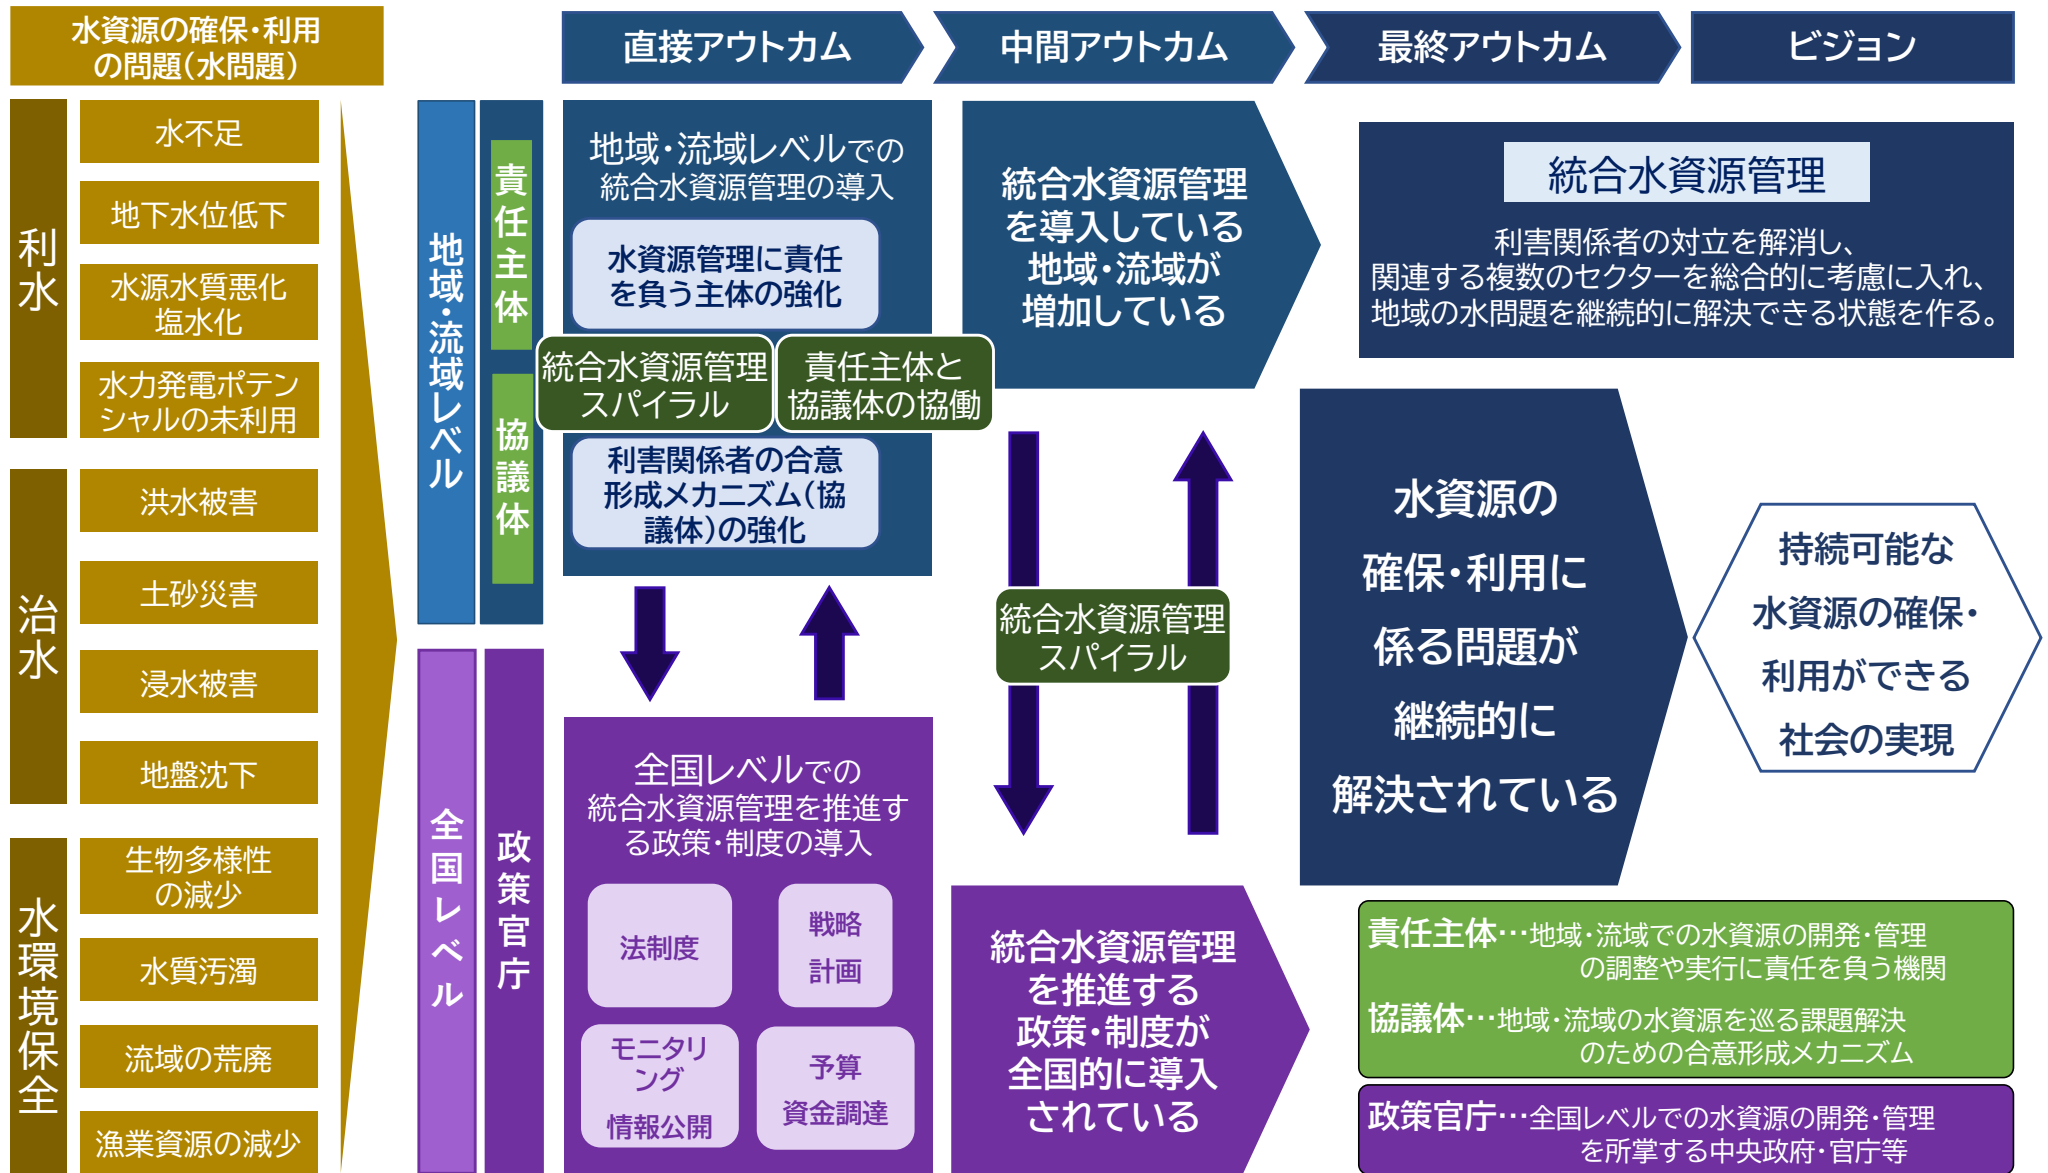 水資源の確保・利用
の問題(水問題)
直接アウトカム
中間アウトカム
最終アウトカム
ビジョン
利水
水不足
地下水位低下
水源水質悪化
塩水化
水力発電ポテン
シャルの未利用
治水
洪水被害
土砂災害
浸水被害
地盤沈下
水環境保全
生物多様性
の減少
水質汚濁
流域の荒廃
漁業資源の減少
地域・流域レベル
責任主体
協議体
地域・流域レベルでの
統合水資源管理の導入
水資源管理に責任
を負う主体の強化
統合水資源管理
スパイラル
責任主体と
協議体の協働
利害関係者の合意
形成メカニズム(協
議体)の強化
全国レベル
政策官庁
全国レベルでの
統合水資源管理を推進す
る政策・制度の導入
法制度
戦略
計画
モニタリ
ング
情報公開
予算
資金調達
統合水資源管理
を導入している
地域・流域が
増加している
統合水資源管理
スパイラル
統合水資源管理
を推進する
政策・制度が
全国的に導入
されている
統合水資源管理
利害関係者の対立を解消し、
関連する複数のセクターを総合的に考慮に入れ、
地域の水問題を継続的に解決できる状態を作る。
水資源の
確保・利用に
係る問題が
継続的に
解決されている
持続可能な
水資源の確保・
利用ができる
社会の実現
責任主体…地域・流域での水資源の開発・管理
の調整や実行に責任を負う機関
協議体…地域・流域の水資源を巡る課題解決
のための合意形成メカニズム
政策官庁…全国レベルでの水資源の開発・管理
を所掌する中央政府・官庁等